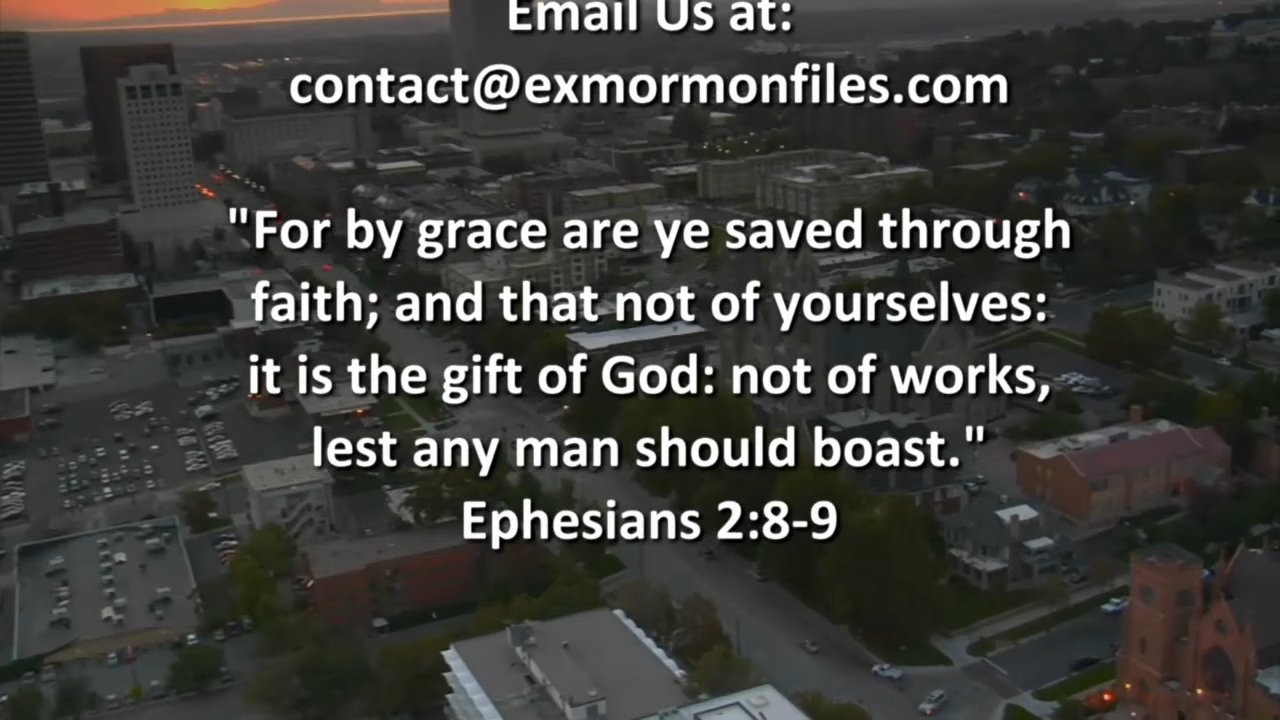 Email Us at:
contact@exmormonfiles.com
"For by grace are ye saved through
faith; and that not of yourselves:
it is the gift of God: not of works,
lest any man should boast."
Ephesians 2:8-9